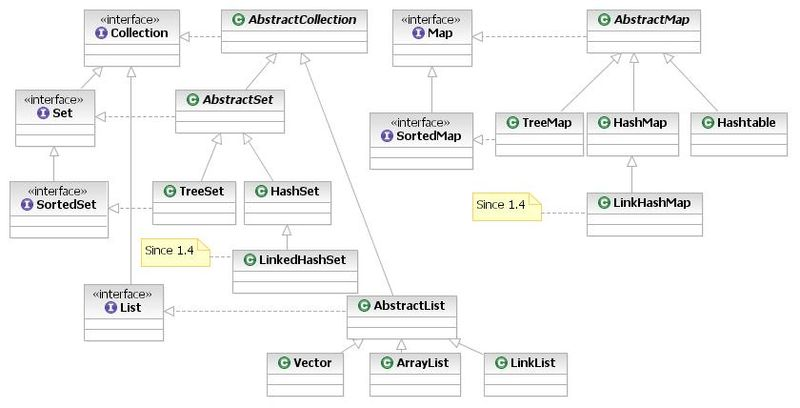 «interface»
Collection
AbstractCollection
«interface»
Map
AbstractMap
«interface»
Set
AbstractSet
«interface»
SortedMap
TreeMap
HashMap
Hashtable
«interface»
SortedSet
TreeSet
HashSet
Since 1.4
LinkHashMap
Since 1.4
LinkedHashSet
«interface»
List
AbstractList
Vector
ArrayList
LinkList